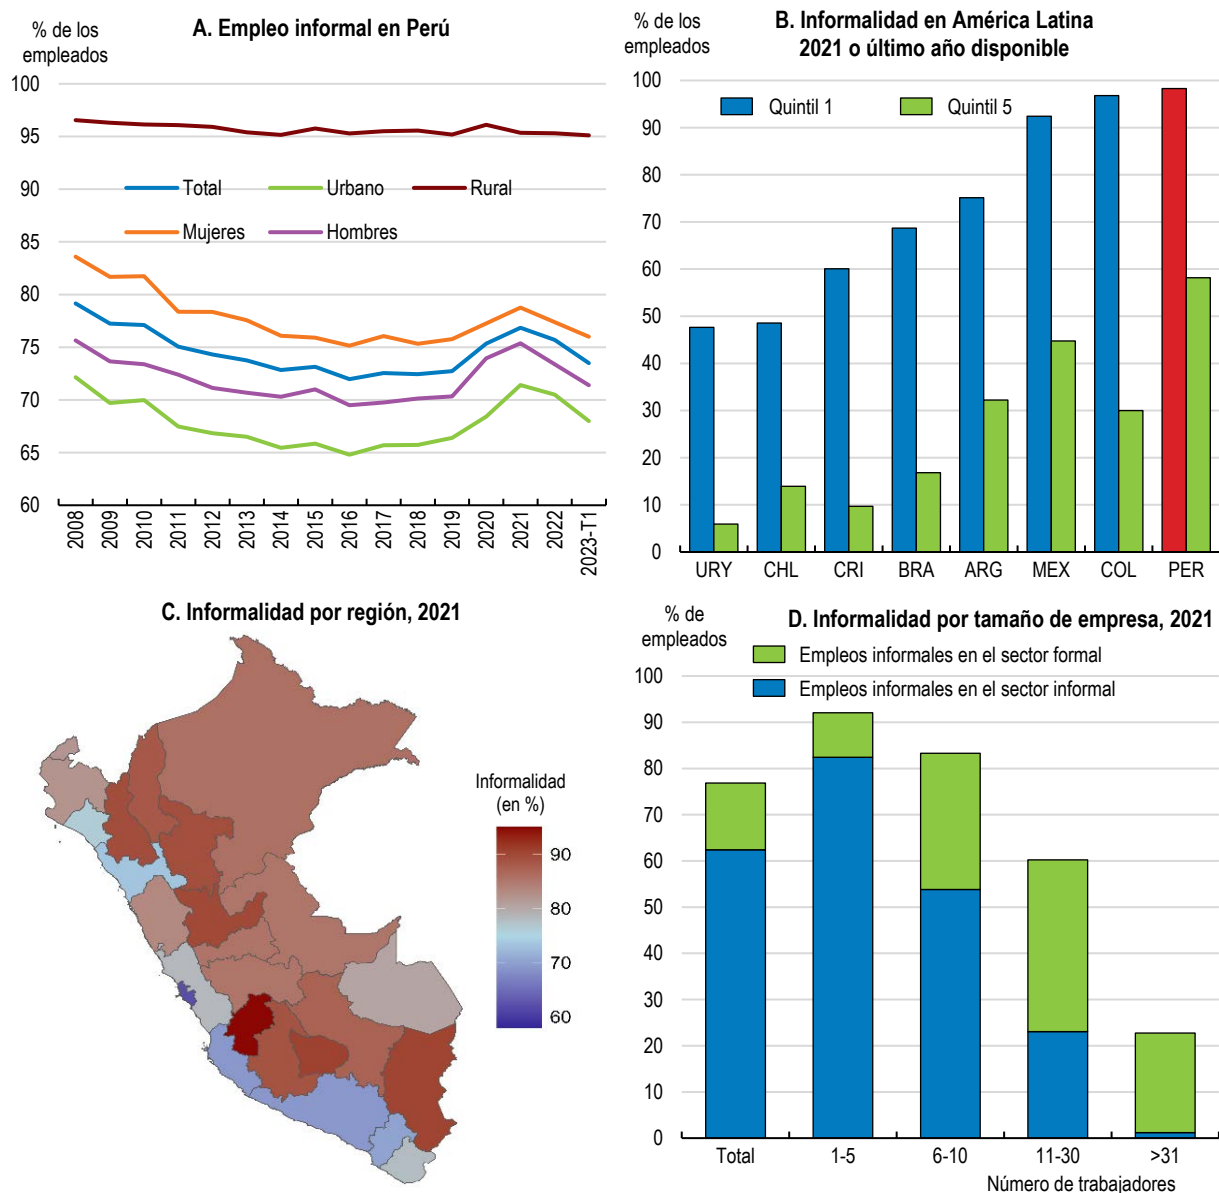 A. Empleo informal en Perú
% de los
empleados
100
95
90
85
80
75
70
65
60
Total
Urbano
Rural
Mujeres
Hombres
2008
2009
2010
2011
2012
2013
2014
2015
2016
2017
2018
2019
2020
2021
2022
2023-T1
B. Informalidad en América Latina
2021 o último año disponible
% de los
empleados
100
90
80
70
60
50
40
30
20
10
0
Quintil 1
Quintil 5
URY
CHL
CRI
BRA
ARG
MEX
COL
PER
C. Informalidad por región, 2021
Informalidad
(en %)
90
80
70
60
D. Informalidad por tamaño de empresa, 2021
% de
empleados
Empleos informales en el sector formal
Empleos informales en el sector informal
100
90
80
70
60
50
40
30
20
10
0
Total
1-5
6-10
11-30
>31
Número de trabajadores